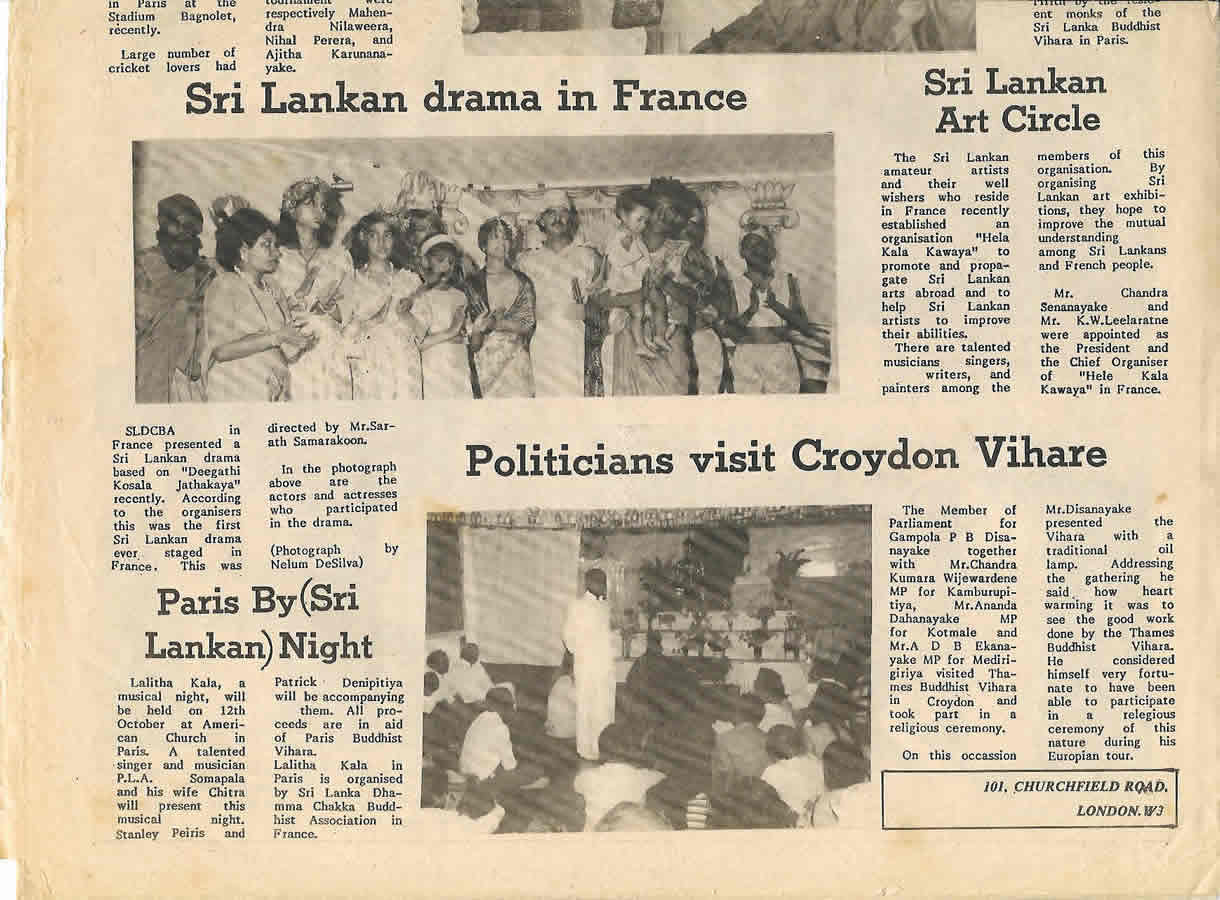 in Paris at the
Stadium Bagnolet,
recently.
Large number of
cricket lovers had
tournament were
respectively Mahen-
dra Nilaweera,
Nihal Perera, and
Ajitha Karunana-
yake.
ent monks of the
Sri Lanka Buddhist
Vihara in Paris.
Sri Lankan drama in France
SLDCBA in
France presented a
Sri Lankan drama
based on "Deegathi
Kosala Jathakaya"
recently. According
to the organisers
this was the first
Sri Lankan drama
ever staged in
France. This was
directed by Mr.Sar-
ath Samarakoon.
In the photograph
above are the
actors and actresses
who participated
in the drama.
(Photograph by
Nelum DeSilva)
Sri Lankan
Art Circle
The Sri Lankan
amateur artists
and their well
wishers who reside
in France recently
established an
organisation "Hela
Kala Kawaya" to
promote and propa-
gate Sri Lankan
arts abroad and to
help Sri Lankan
artists to improve
their abilities.
There are talented
musicians singers,
writers, and
painters among the
members of this
organisation. By
organising Sri
Lankan art exhibi-
tions, they hope to
improve the mutual
understanding
among Sri Lankans
and French people.
Mr. Chandra
Senanayake and
Mr. K.W.Leelaratne
were appointed as
the President and
the Chief Organiser
of "Hele Kala
Kawaya" in France.
Paris By (Sri
Lankan) Night
Lalitha Kala, a
musical night, will
be held on 12th
October at Ameri-
can Church in
Paris. A talented
singer and musician
P.L.A. Somapala
and his wife Chitra
will present this
musical night.
Stanley Peiris and
Patrick Denipitiya
will be accompanying
them. All pro-
ceeds are in aid
of Paris Buddhist
Vihara.
Lalitha Kala in
Paris is organised
by Sri Lanka Dha-
mma Chakka Budd-
hist Association in
France.
Politicians visit Croydon Vihare
The Member of
Parliament for
Gampola P B Disa-
nayake together
with Mr.Chandra
Kumara Wijewardene
MP for Kamburupi-
tiya, Mr.Ananda
Dahanayake MP
for Kotmale and
Mr.A D B Ekana-
yake MP for Mediri-
giriya visited Tha-
mes Buddhist Vihara
in Croydon and
took part in a
religious ceremony.
On this occassion
Mr.Disanayake
presented the
Vihara with a
traditional oil
lamp. Addressing
the gathering he
said how heart
warming it was to
see the good work
done by the Thames
Buddhist Vihara.
He considered
himself very fortu-
nate to have been
able to participate
in a relegious
ceremony of this
nature during his
Europian tour.
101, CHURCHFIELD ROAD,
LONDON.W3